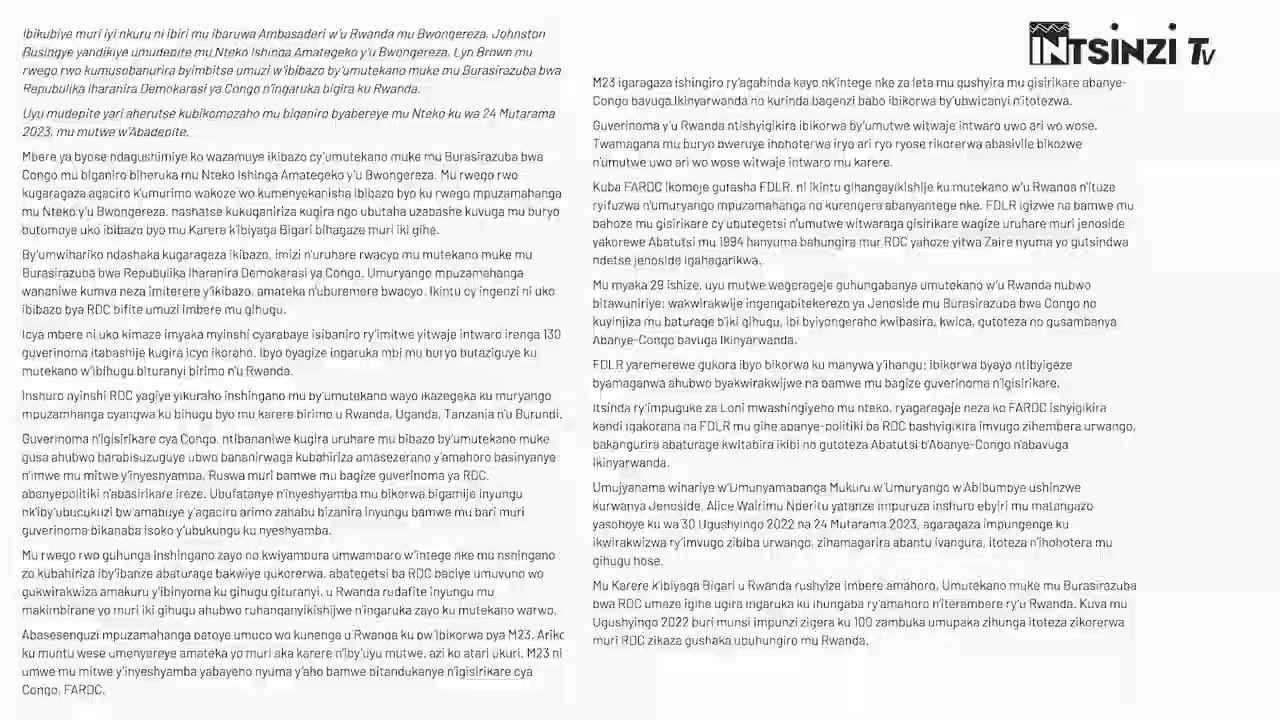 Ibikubiye muri iyi nkuru ni ibiri mu ibaruwa Ambasaderi w'u Rwanda mu Bwongereza, Johnston
Busingye yandikiye umudepite mu Nteko Ishinga Amategeko y'u Bwongereza, Lyn Brown mu
rwego rwo kumusobanurira byimbitse umuzi w'ibibazo by'umutekano muke mu Burasirazuba bwa
Repubulika Iharanira Demokarasi ya Congo n'ingaruka bigira ku Rwanda.
Uyu mudepite yari aherutse kubikomozaho mu biganiro byabereye mu Nteko ku wa 24 Mutarama
2023, mu mutwe w'Abadepite.
Mbere ya byose ndagushimiye ko wazamuye ikibazo cy'umutekano muke mu Burasirazuba bwa
Congo mu biganiro biheruka mu Nteko Ishinga Amategeko y'u Bwongereza. Mu rwego rwo
kugaragaza agaciro k'umurimo wakoze wo kumenyekanisha ibibazo byo ku rwego mpuzamahanga
mu Nteko y'u Bwongereza, nashatse kukuganiriza kugira ngo ubutaha uzabashe kuvuga mu buryo
butomoye uko ibibazo byo mu Karere k'ibiyaga Bigari bihagaze muri iki gihe.
By'umwihariko ndashaka kugaragaza ikibazo, imizi n'uruhare rwacyo mu mutekano muke mu
Burasirazuba bwa Repubulika Iharanira Demokarasi ya Congo. Umuryango mpuzamahanga
wananiwe kumva neza imiterere y'ikibazo, amateka n'uburemere bwacyo. Ikintu cy ingenzi ni uko
ibibazo bya RDC bifite umuzi imbere mu gihugu.
Icya mbere ni uko kimaze imyaka myinshi cyarabaye isibaniro ry'imitwe yitwaje intwaro irenga 130
guverinoma itabashije kugira icyo ikoraho. Ibyo byagize ingaruka mbi mu buryo butaziguye ku
mutekano w'ibihugu bituranyi birimo n'u Rwanda.
Inshuro nyinshi RDC yagiye yikuraho inshingano mu by'umutekano wayo ikazegeka ku muryango
mpuzamahanga cyangwa ku bihugu byo mu karere birimo u Rwanda, Uganda, Tanzania n'u Burundi.
Guverinoma n'igisirikare cya Congo, ntibananiwe kugira uruhare mu bibazo by'umutekano muke
gusa ahubwo barabisuzuguye ubwo bananirwaga kubahiriza amasezerano y'amahoro basinyanye
n'imwe mu mitwe y'inyeshyamba. Ruswa muri bamwe mu bagize guverinoma ya RDC,
abanyepolitiki n'abasirikare ireze. Ubufatanye n'inyeshyamba mu bikorwa bigamije inyungu
nk'iby'ubucukuzi bw'amabuye y'agaciro arimo zahabu bizanira inyungu bamwe mu bari muri
guverinoma bikanaba isoko y'ubukungu ku nyeshyamba.
Mu rwego rwo guhunga inshingano zayo no kwiyambura umwambaro w'intege nke mu nsningano
zo kubahiriza iby'ibanze abaturage bakwiye gukorerwa, abategetsi ba RDC baciye umuvuno wo
gukwirakwiza amakuru y'ibinyoma ku gihugu gituranyi, u Rwanda rudafite inyungu mu
makimbirane yo muri iki gihugu ahubwo ruhanganyikishijwe n'ingaruka zayo ku mutekano warwo.
Abasesenguzi mpuzamahanga batoye umuco wo kunenga u Rwanda ku bw'ibikorwa bya M23. Ariko
ku muntu wese umenyereye amateka yo muri aka karere n'iby'uyu mutwe, azi ko atari ukuri. M23 ni
umwe mu mitwe y'inyeshyamba yabayeho nyuma y'aho bamwe bitandukanye n'igisirikare cya
Congo, FARDC.
INTSINZI TV
M23 igaragaza ishingiro ry'agahinda kayo nk'intege nke za leta mu gushyira mu gisirikare abanye-
Congo bavuga Ikinyarwanda no kurinda bagenzi babo ibikorwa by'ubwicanyi n'itotezwa.
Guverinoma y'u Rwanda ntishyigikira ibikorwa by'umutwe witwaje intwaro uwo ari wo wose.
Twamagana mu buryo bweruye ihohoterwa iryo ari ryo ryose rikorerwa abasivile bikozwe
n'umutwe uwo ari wo wose witwaje intwaro mu karere.
Kuba FARDC ikomeje gufasha FDLR, ni ikintu gihangayikishije ku mutekano w'u Rwanda n'ituze
ryifuzwa n'umuryango mpuzamahanga no kurengera abanyantege nke. FDLR igizwe na bamwe mu
bahoze mu gisirikare cy ubutegetsi n'umutwe witwaraga gisirikare wagize uruhare muri jenoside
yakorewe Abatutsi mu 1994 hanyuma bahungira mur RDC yahoze yitwa Zaire nyuma yo gutsindwa
ndetse jenoside igahagarikwa.
Mu myaka 29 ishize, uyu mutwe wagerageje guhungabanya umutekano w'u Rwanda nubwo
bitawuniriye; wakwirakwije ingengabitekerezo ya Jenoside mu Burasirazuba bwa Congo no
kuyinjiza mu baturage b'iki gihugu, ibi byiyongeraho kwibasira, kwica, gutoteza no gusambanya
Abanye-Congo bavuga Ikinyarwanda.
FDLR yaremerewe gukora ibyo bikorwa ku manywa y'ihangu; ibikorwa byayo ntibyigeze
byamaganwa ahubwo byakwirakwijwe na bamwe mu bagize guverinoma n'igisirikare.
Itsinda ry'impuguke za Loni mwashingiyeho mu nteko, ryagaragaje neza ko FARDC ishyigikira
kandi igakorana na FDLR mu gihe abanye-politiki ba RDC bashyigikira imvugo zihembera urwango,
bakangurira abaturage kwitabira ikibi no gutoteza Abatutsi b'Abanye-Congo n'abavuga
Ikinyarwanda.
Umujyanama wihariye w'Umunyamabanga Mukuru w'Umuryango w'Abibumbye ushinzwe
kurwanya Jenoside, Alice Wairimu Nderitu yatanze impuruza inshuro ebyiri mu matangazo
yasohoye ku wa 30 Ugushyingo 2022 na 24 Mutarama 2023, agaragaza impungenge ku
ikwirakwizwa ry'imvugo zibiba urwango, zihamagarira abantu ivangura, itoteza n'ihohotera mu
gihugu hose.
Mu Karere k'ibiyaga Bigari u Rwanda rushyize imbere amahoro. Umutekano muke mu Burasirazuba
bwa RDC umaze igihe ugira ingaruka ku ihungaba ry'amahoro n'iterambere ry'u Rwanda. Kuva mu
Ugushyingo 2022 buri munsi impunzi zigera ku 100 zambuka umupaka zihunga itoteza zikorerwa
muri RDC zikaza gushaka ubuhungiro mu Rwanda.